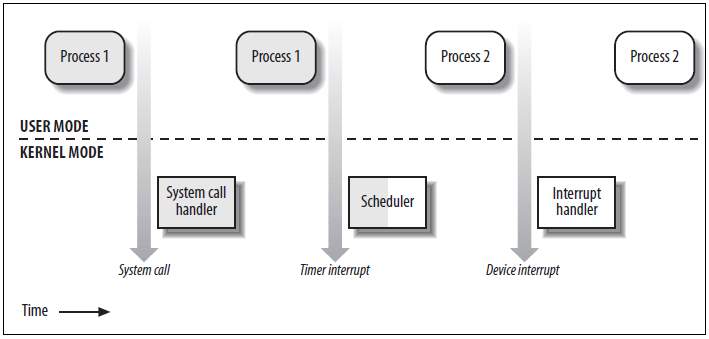 Process 1
Process 1
Process 2
Process 2
USER MODE
KERNEL MODE
System call
handler
Scheduler
Interrupt
handler
System call
Timer interrupt
Device interrupt
Time